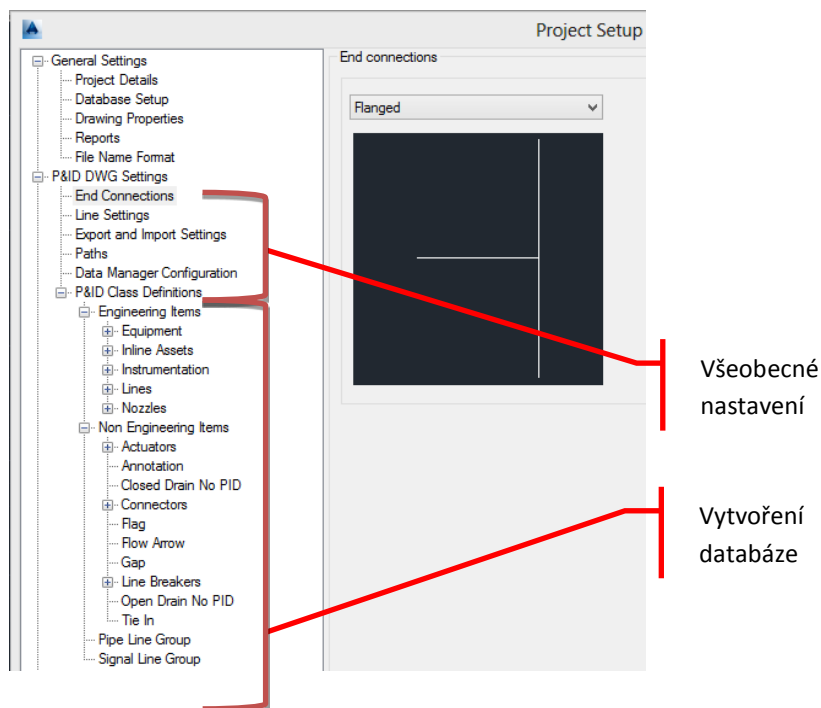 Project Setup
General Settings
Project Details
Database Setup
Drawing Properties
Reports
File Name Format
P&ID DWG Settings
End Connections
Line Settings
Export and Import Settings
Paths
Data Manager Configuration
P&ID Class Definitions
Engineering Items
Equipment
Inline Assets
Instrumentation
Lines
Nozzles
Non Engineering Items
Actuators
Annotation
Closed Drain No PID
Connectors
Flag
Flow Arrow
Gap
Line Breakers
Open Drain No PID
Tie In
Pipe Line Group
Signal Line Group
End connections
Flanged
Všeobecné
nastavení
Vytvoření
databáze